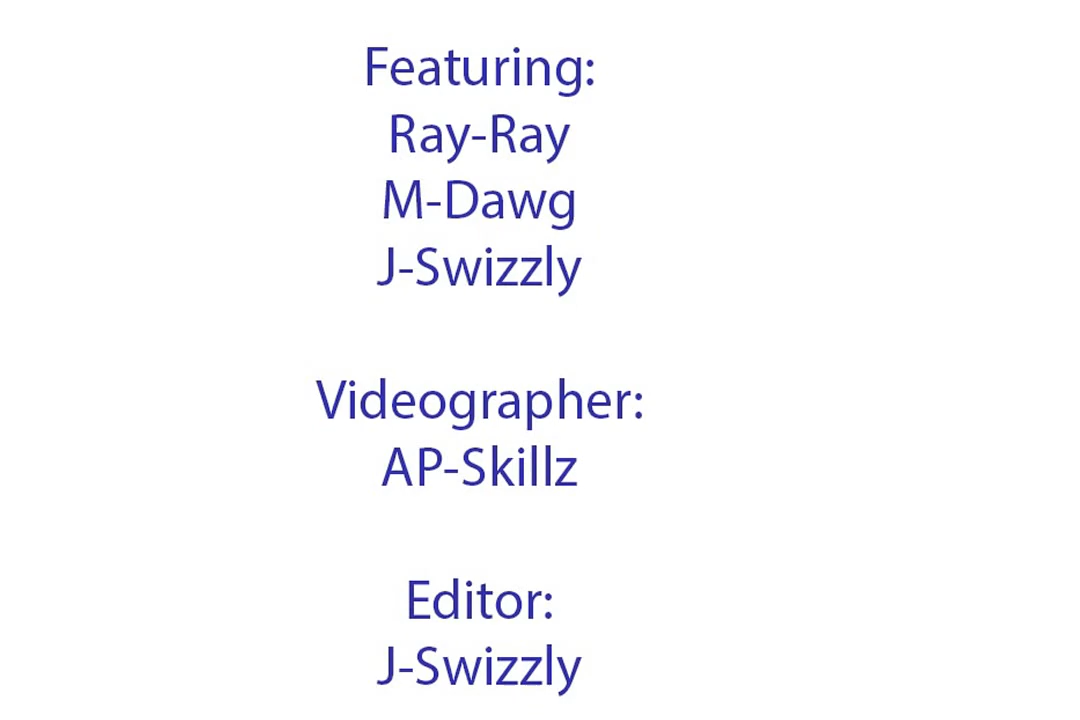 Featuring:
Ray-Ray
M-Dawg
J-Swizzly
Videographer:
AP-Skillz
Editor:
J-Swizzly